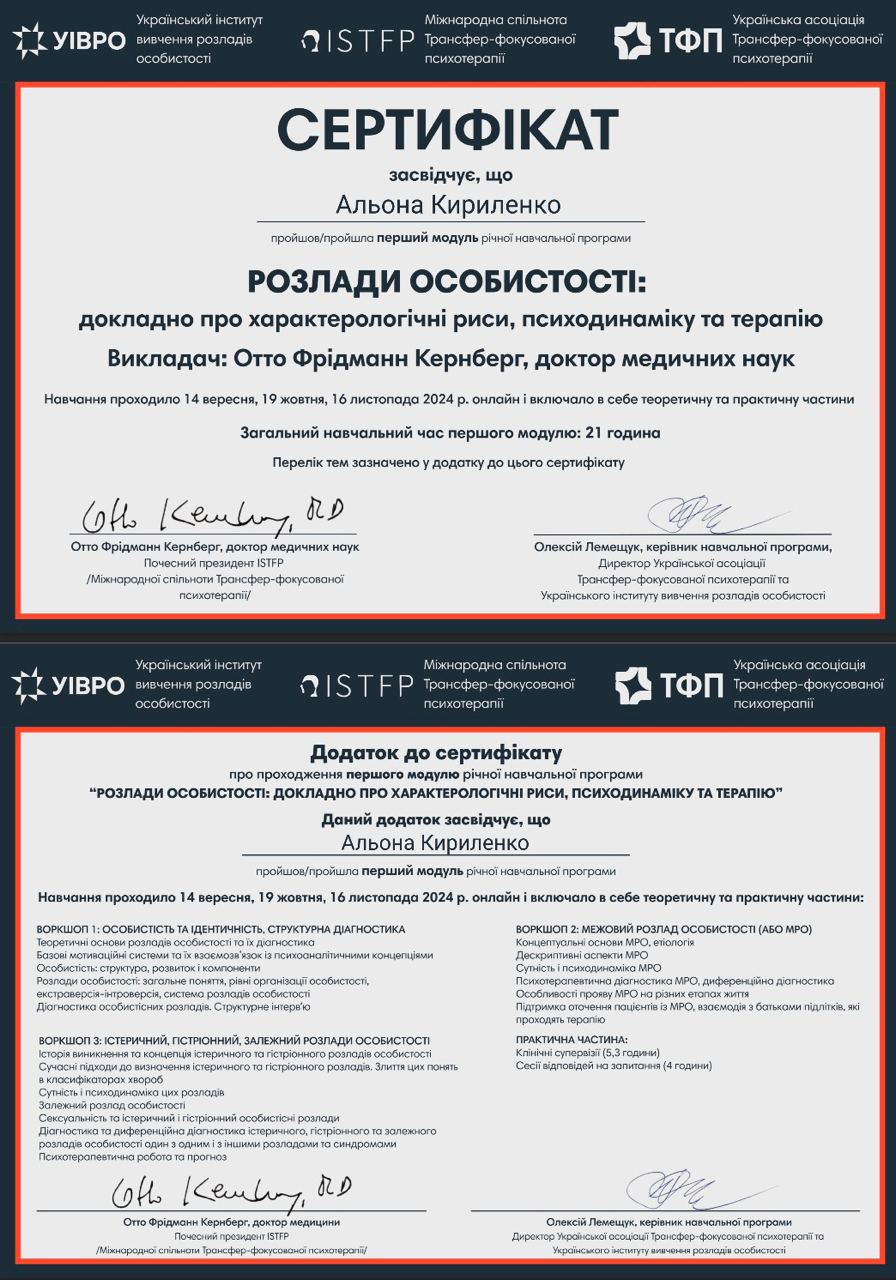 УІВРО
Український інститут
вивчення розладів
особистості
ISTFP
Міжнародна спільнота
Трансфер-фокусованої
психотерапії
ТФП
Українська асоціація
Трансфер-фокусованої
психотерапії
СЕРТИФІКАТ
засвідчує, що
Альона Кириленко
пройшов/пройшла перший модуль річної навчальної програми
РОЗЛАДИ ОСОБИСТОСТІ:
докладно про характерологічні риси, психодинаміку та терапію
Викладач: Отто Фрідманн Кернберг, доктор медичних наук
Навчання проходило 14 вересня, 19 жовтня, 16 листопада 2024 р. онлайн і включало в себе теоретичну та практичну частини
Загальний навчальний час першого модулю: 21 година
Перелік тем зазначено у додатку до цього сертифікату
Otto Kernberg, MD
Отто Фрідманн Кернберг, доктор медичних наук
Почесний президент ISTFP
/Міжнародної спільноти Трансфер-фокусованої
психотерапії/
Олексій Лемещук, керівник навчальної програми,
Директор Української асоціації
Трансфер-фокусованої психотерапії та
Українського інституту вивчення розладів особистості
УІВРО
Український інститут
вивчення розладів
особистості
ISTFP
Міжнародна спільнота
Трансфер-фокусованої
психотерапії
ТФП
Українська асоціація
Трансфер-фокусованої
психотерапії
Додаток до сертифікату
про проходження першого модулю річної навчальної програми
“РОЗЛАДИ ОСОБИСТОСТІ: ДОКЛАДНО ПРО ХАРАКТЕРОЛОГІЧНІ РИСИ, ПСИХОДИНАМІКУ ТА ТЕРАПІЮ”
Даний додаток засвідчує, що
Альона Кириленко
пройшов/пройшла перший модуль річної навчальної програми
Навчання проходило 14 вересня, 19 жовтня, 16 листопада 2024 р. онлайн і включало в себе теоретичну та практичну частини:
ВОРКШОП 1: ОСОБИСТІСТЬ ТА ІДЕНТИЧНІСТЬ, СТРУКТУРНА ДІАГНОСТИКА
Теоретичні основи розладів особистості та їх діагностика
Базові мотиваційні системи та їх взаємозв’язок із психоаналітичними концепціями
Особистість: структура, розвиток і компоненти
Розлади особистості: загальне поняття, рівні організації особистості,
екстраверсія-інтроверсія, система розладів особистості
Діагностика особистісних розладів. Структурне інтерв’ю
ВОРКШОП 3: ІСТЕРИЧНИЙ, ГІСТРІОННИЙ, ЗАЛЕЖНИЙ РОЗЛАДИ ОСОБИСТОСТІ
Історія виникнення та концепція істеричного та гістріонного розладів особистості
Сучасні підходи до визначення істеричного та гістріонного розладів. Злиття цих понять
в класифікаторах хвороб
Сутність і психодинаміка цих розладів
Залежний розлад особистості
Сексуальність та істеричний і гістріонний особистісні розлади
Діагностика та диференційна діагностика істеричного, гістріонного та залежного
розладів особистості один з одним і з іншими розладами та синдромами
Психотерапевтична робота та прогноз
ВОРКШОП 2: МЕЖОВИЙ РОЗЛАД ОСОБИСТОСТІ (АБО МРО)
Концептуальні основи МРО, етіологія
Дескриптивні аспекти МРО
Сутність і психодинаміка МРО
Психотерапевтична діагностика МРО, диференційна діагностика
Особливості прояву МРО на різних етапах життя
Підтримка оточення пацієнтів із МРО, взаємодія з батьками підлітків, які
проходять терапію
ПРАКТИЧНА ЧАСТИНА:
Клінічні супервізії (5,3 години)
Сесії відповідей на запитання (4 години)
Otto Kernberg, MD
Отто Фрідманн Кернберг, доктор медицини
Почесний президент ISTFP
/Міжнародної спільноти Трансфер-фокусованої психотерапії/
Олексій Лемещук, керівник навчальної програми
Директор Української асоціації Трансфер-фокусованої психотерапії та
Українського інституту вивчення розладів особистості